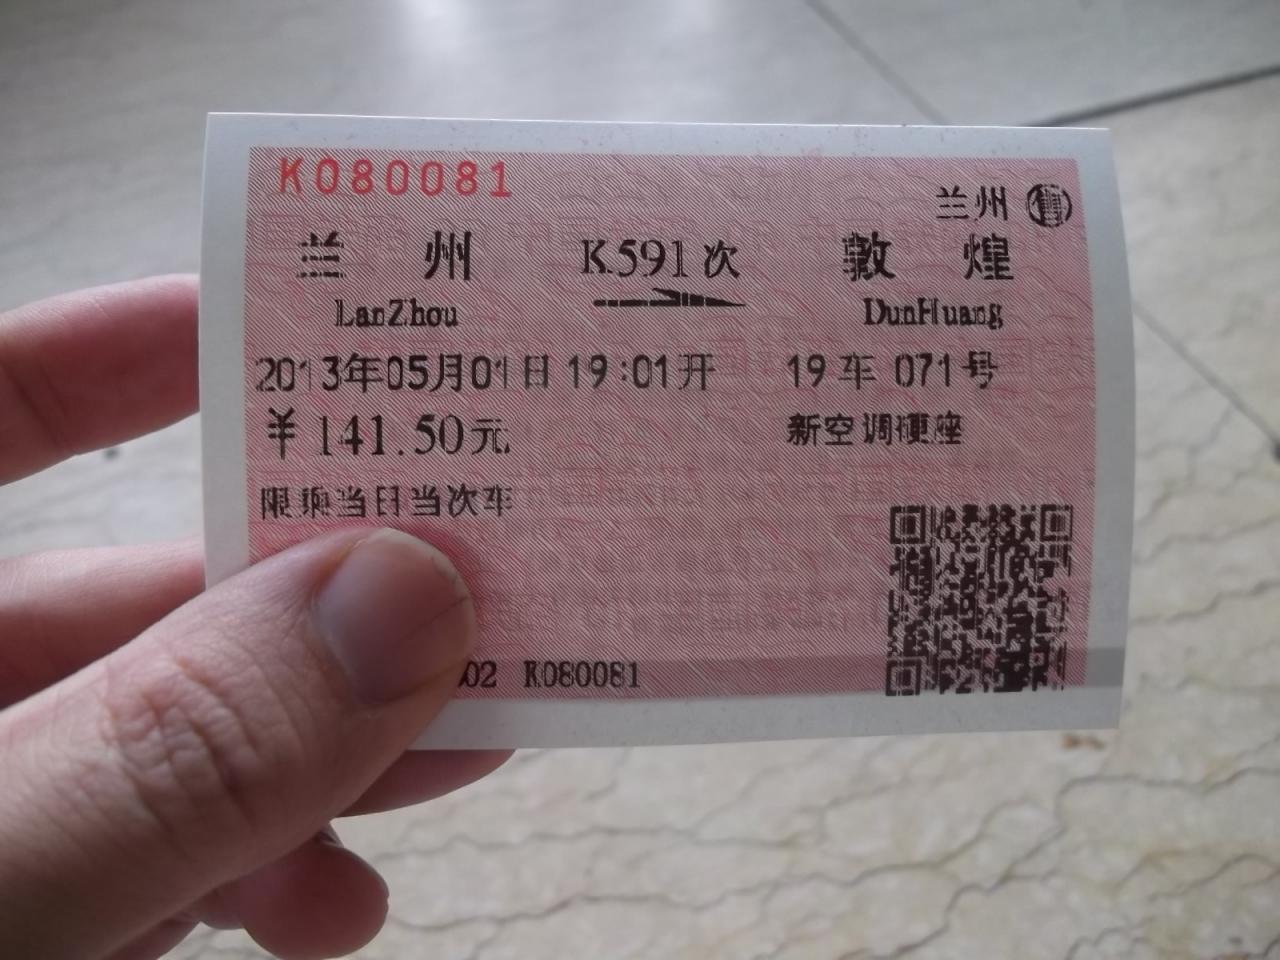 K080081
兰州 售
兰州 K591次 敦煌
LanZhou DunHuang
2013年05月01日 19:01开 19车 071号
￥141.50元 新空调硬座
限乘当日当次车
02 K080081